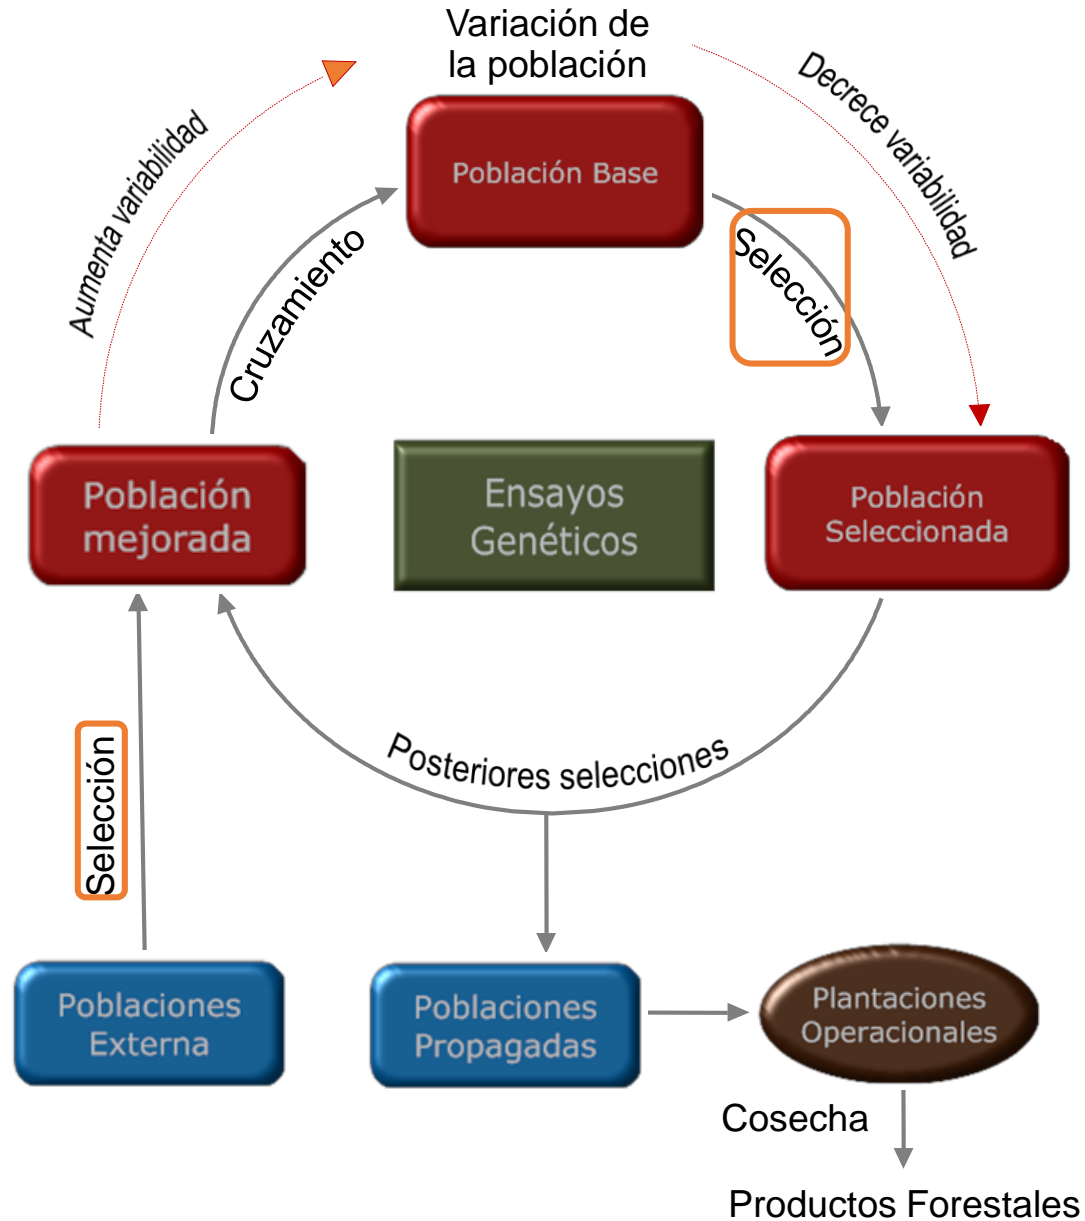 Variación de
la población
Aumenta variabilidad
Decrece variabilidad
Población Base
Cruzamiento
Selección
Población
mejorada
Ensayos
Genéticos
Población
Seleccionada
Posteriores selecciones
Selección
Poblaciones
Externa
Poblaciones
Propagadas
Plantaciones
Operacionales
Cosecha
Productos Forestales